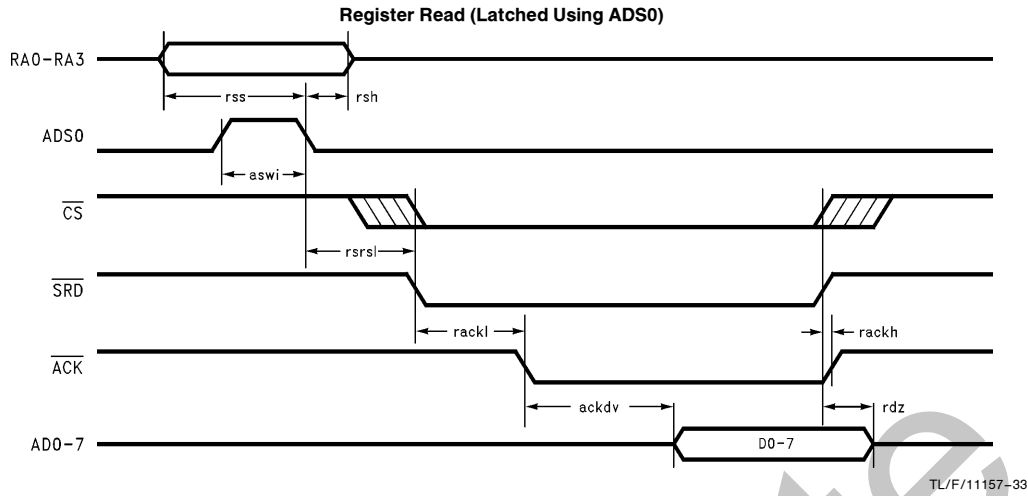 Register Read (Latched Using ADS0)
RA0–RA3
rss
rsh
ADS0
aswi
CS
rsrsl
SRD
rackl
rackh
ACK
ackdv
rdz
AD0–7
D0–7
TL/F/11157–33